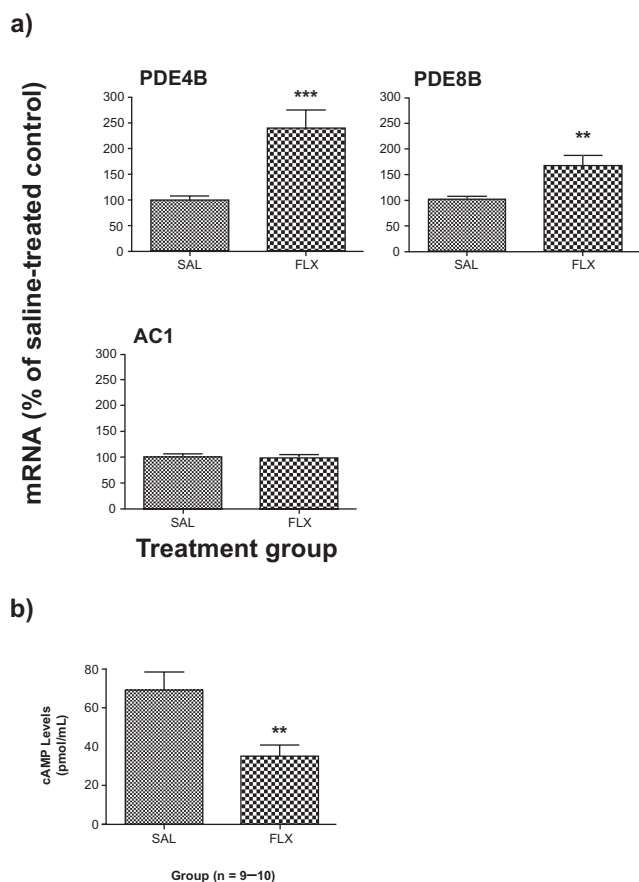 a)
PDE4B
PDE8B
300
250
200
150
100
50
0
***
SAL
FLX
300
250
200
150
100
50
0
**
SAL
FLX
mRNA (% of saline-treated control)
AC1
300
250
200
150
100
50
0
SAL
FLX
Treatment group
b)
cAMP Levels
(pmol/mL)
80
60
40
20
0
**
SAL
FLX
Group (n = 9–10)